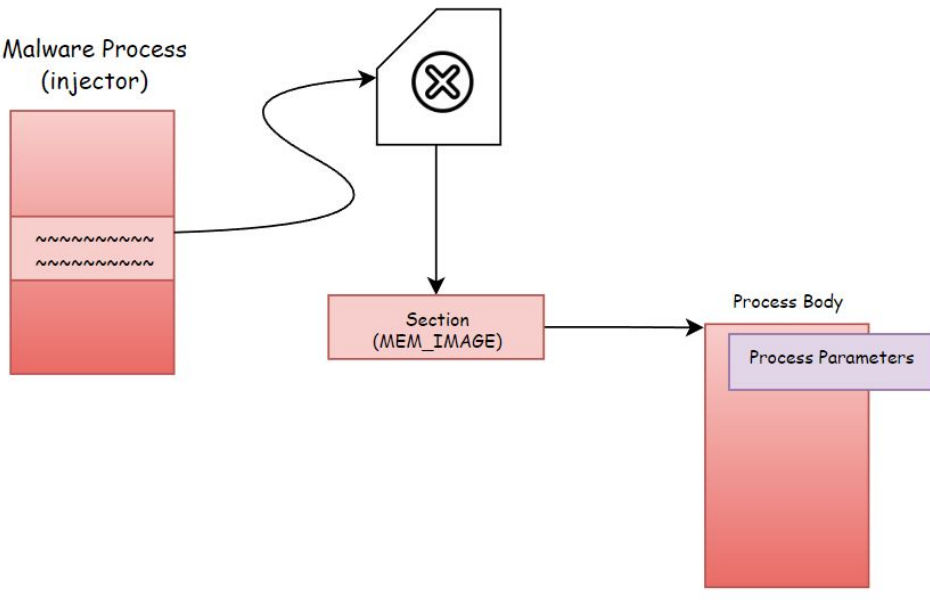 Malware Process
(injector)
~~~~~~~~~~
~~~~~~~~~~
Section
(MEM_IMAGE)
Process Body
Process Parameters